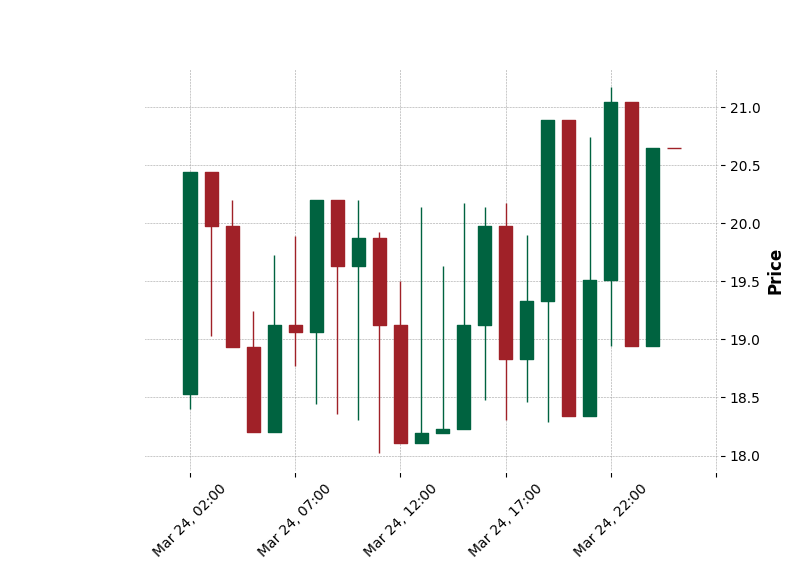 21.0
20.5
20.0
19.5
19.0
18.5
18.0
Price
Mar 24, 02:00
Mar 24, 07:00
Mar 24, 12:00
Mar 24, 17:00
Mar 24, 22:00